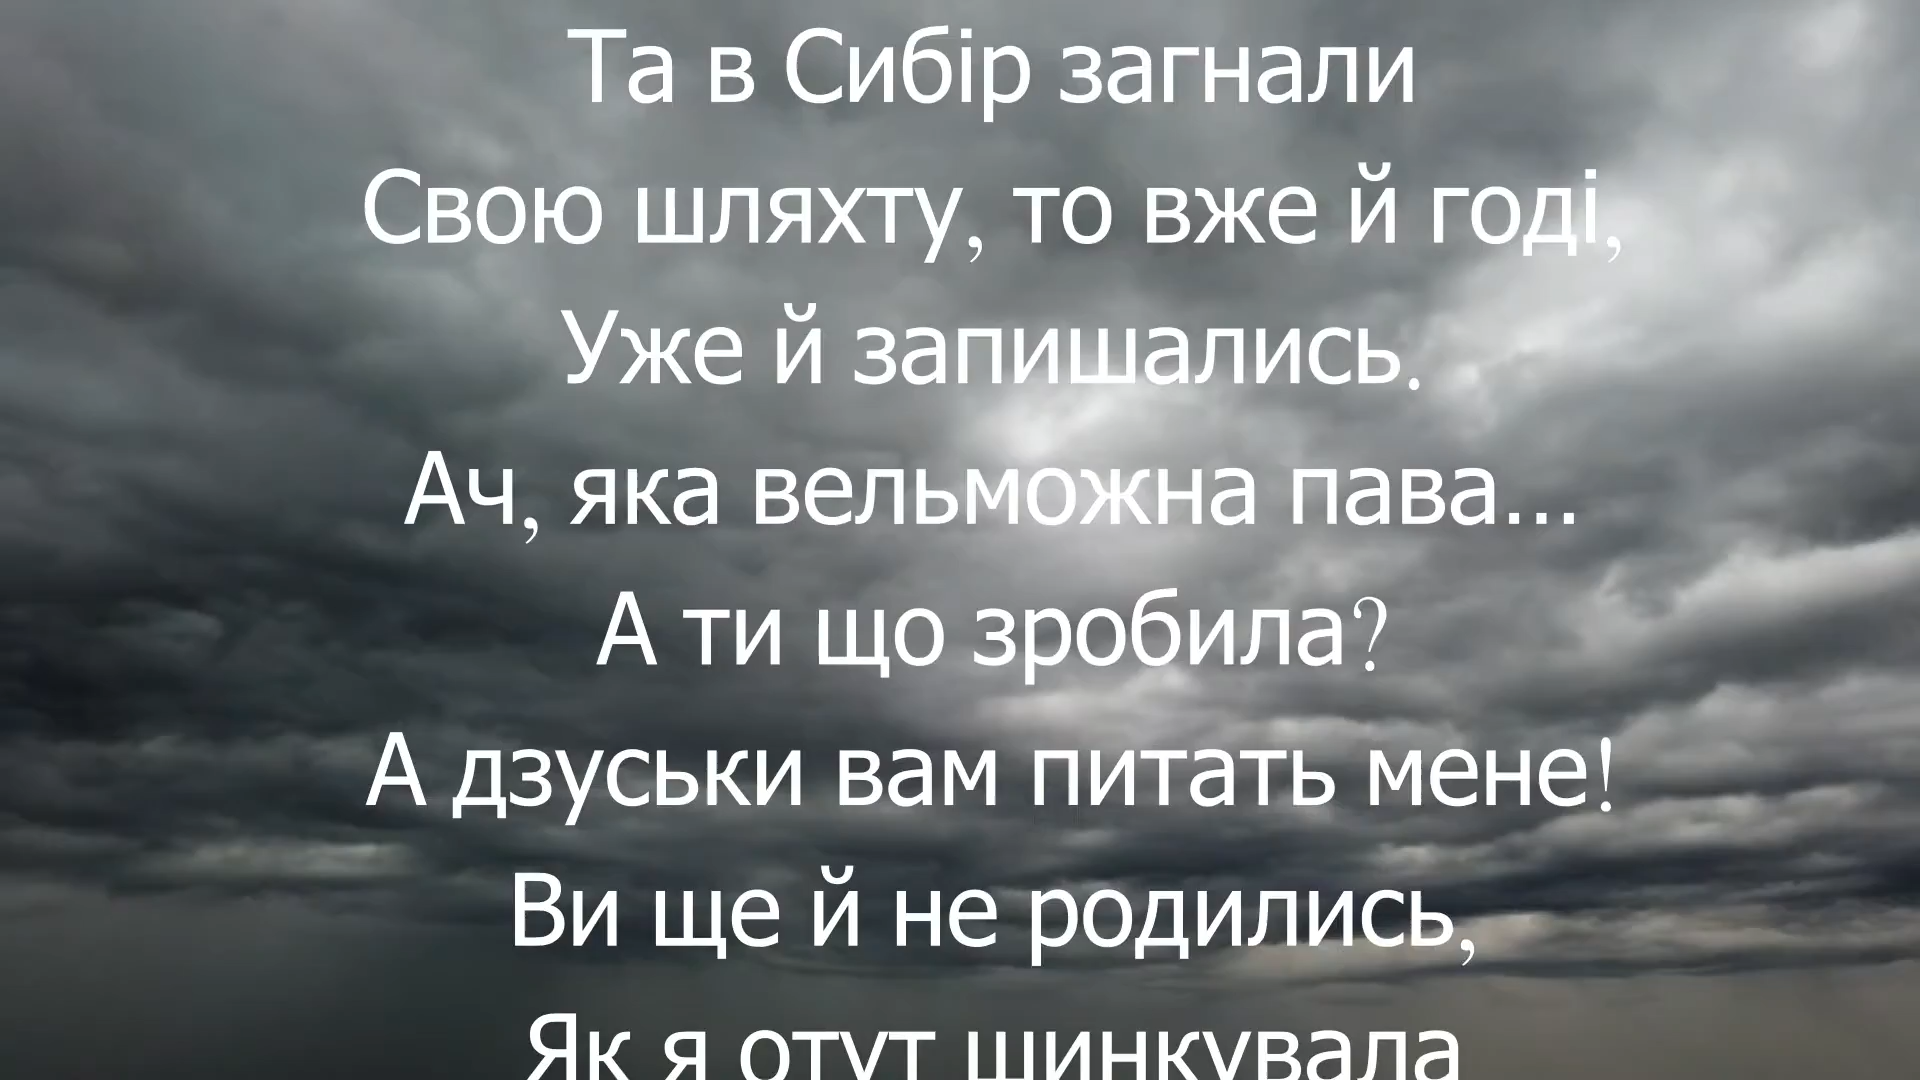 Та в Сибір загнали
Свою шляхту, то вже й годі,
Уже й запишались.
Ач, яка вельможна пава...
А ти що зробила?
А дзуськи вам питать мене!
Ви ще й не родились,
Як я отут шинкувала